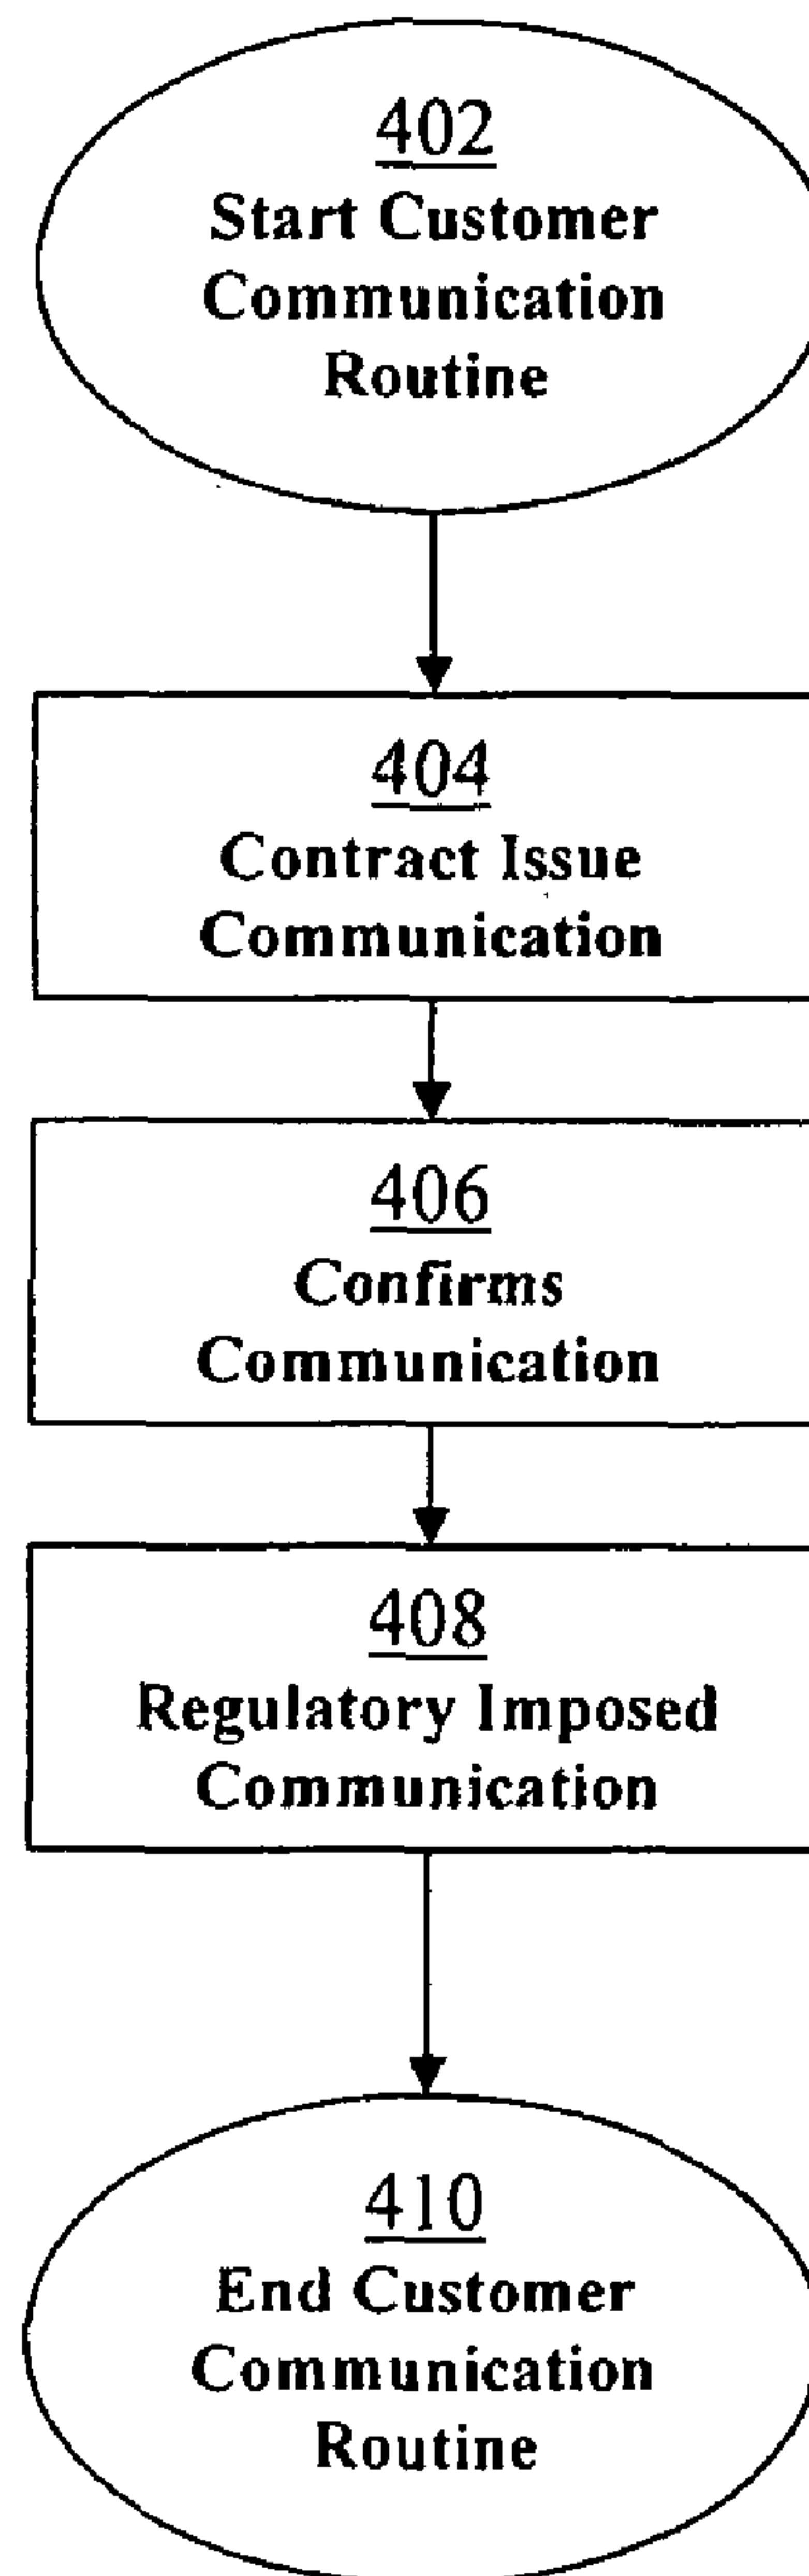 402
Start Customer
Communication
Routine
404
Contract Issue
Communication
406
Confirms
Communication
408
Regulatory Imposed
Communication
410
End Customer
Communication
Routine